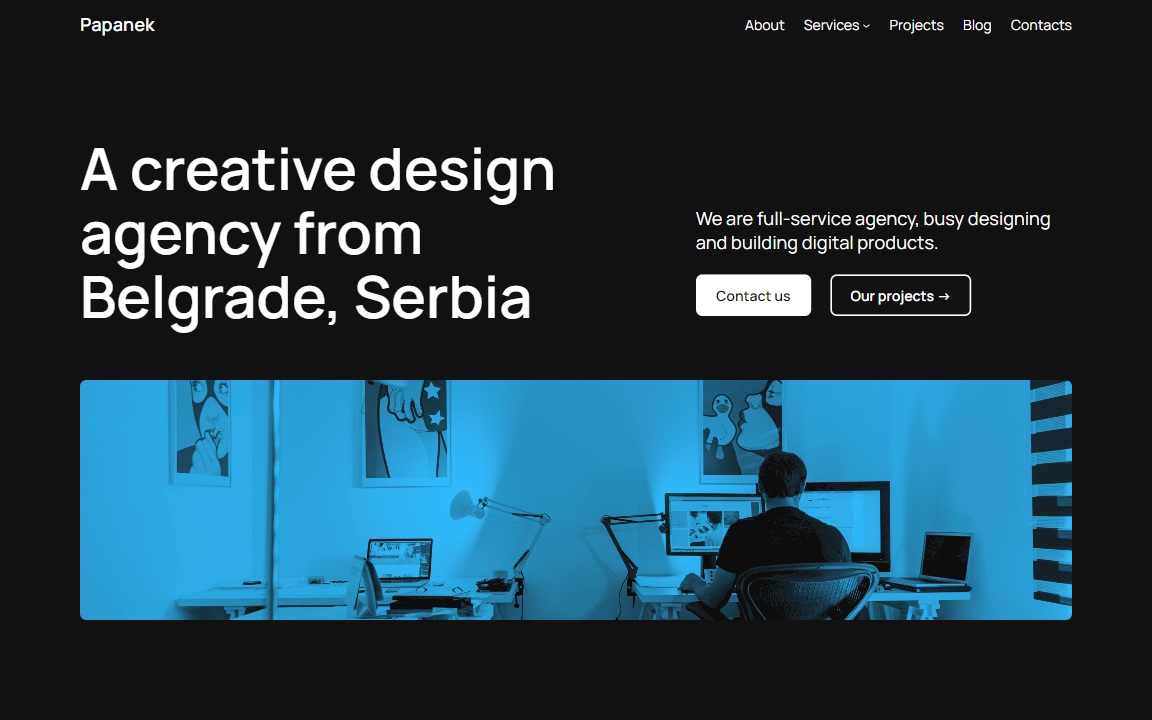 Papanek
About Services Projects Blog Contacts
A creative design
agency from
Belgrade, Serbia
We are full-service agency, busy designing
and building digital products.
Contact us Our projects →